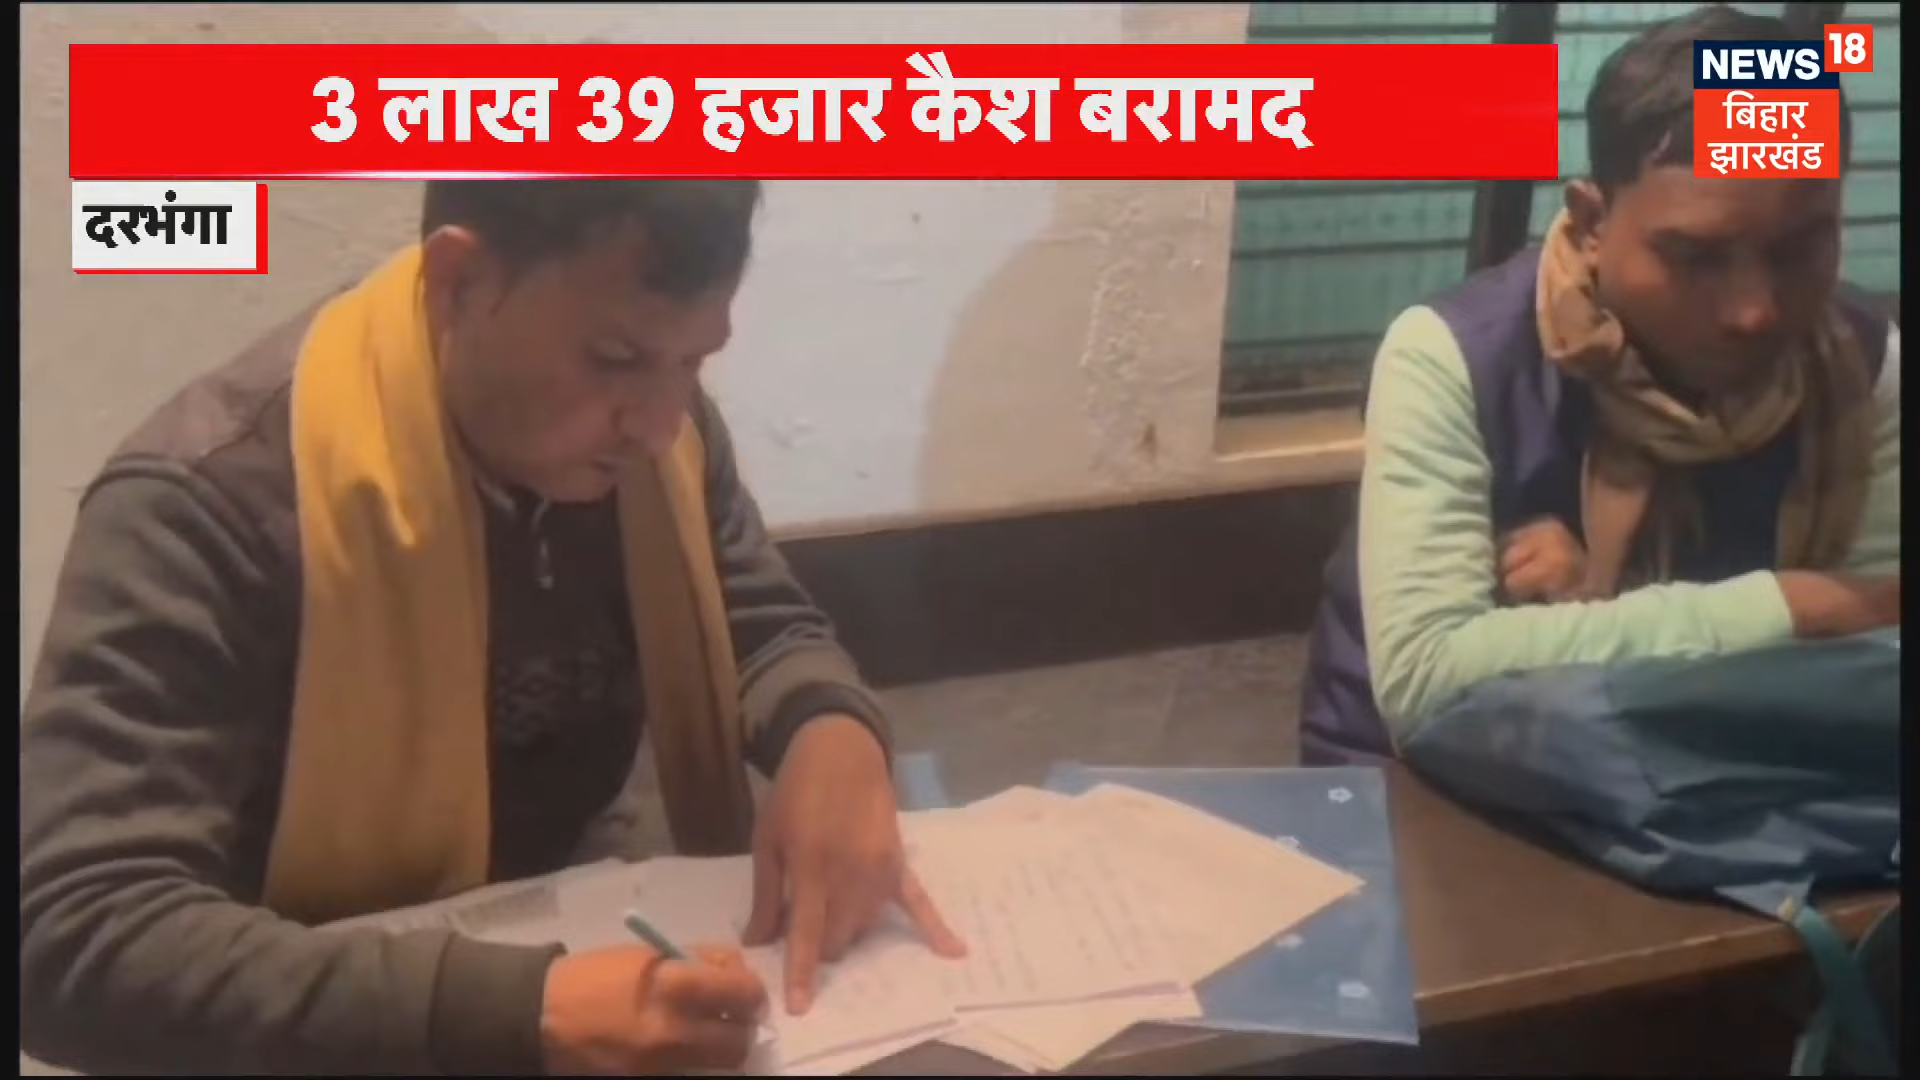 3 लाख 39 हजार कैश बरामद
NEWS 18
बिहार
झारखंड
दरभंगा